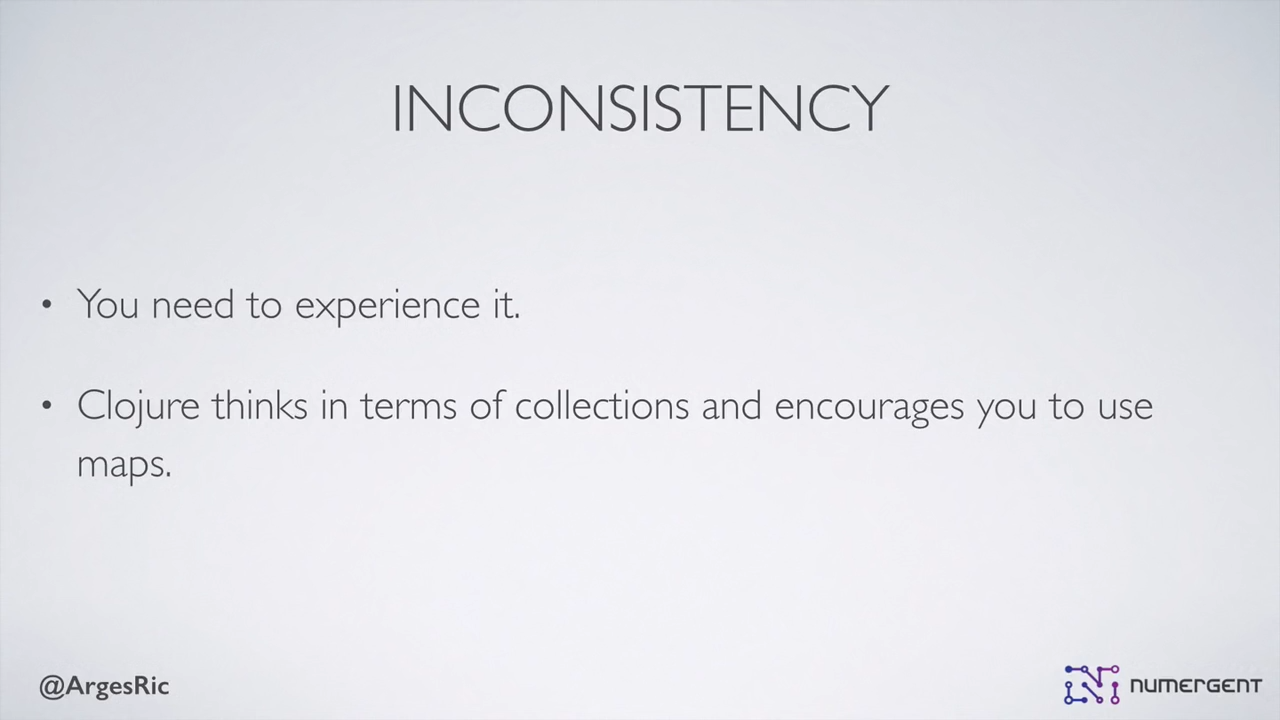 INCONSISTENCY
• You need to experience it.
• Clojure thinks in terms of collections and encourages you to use
maps.
@ArgesRic
NUMERGENT